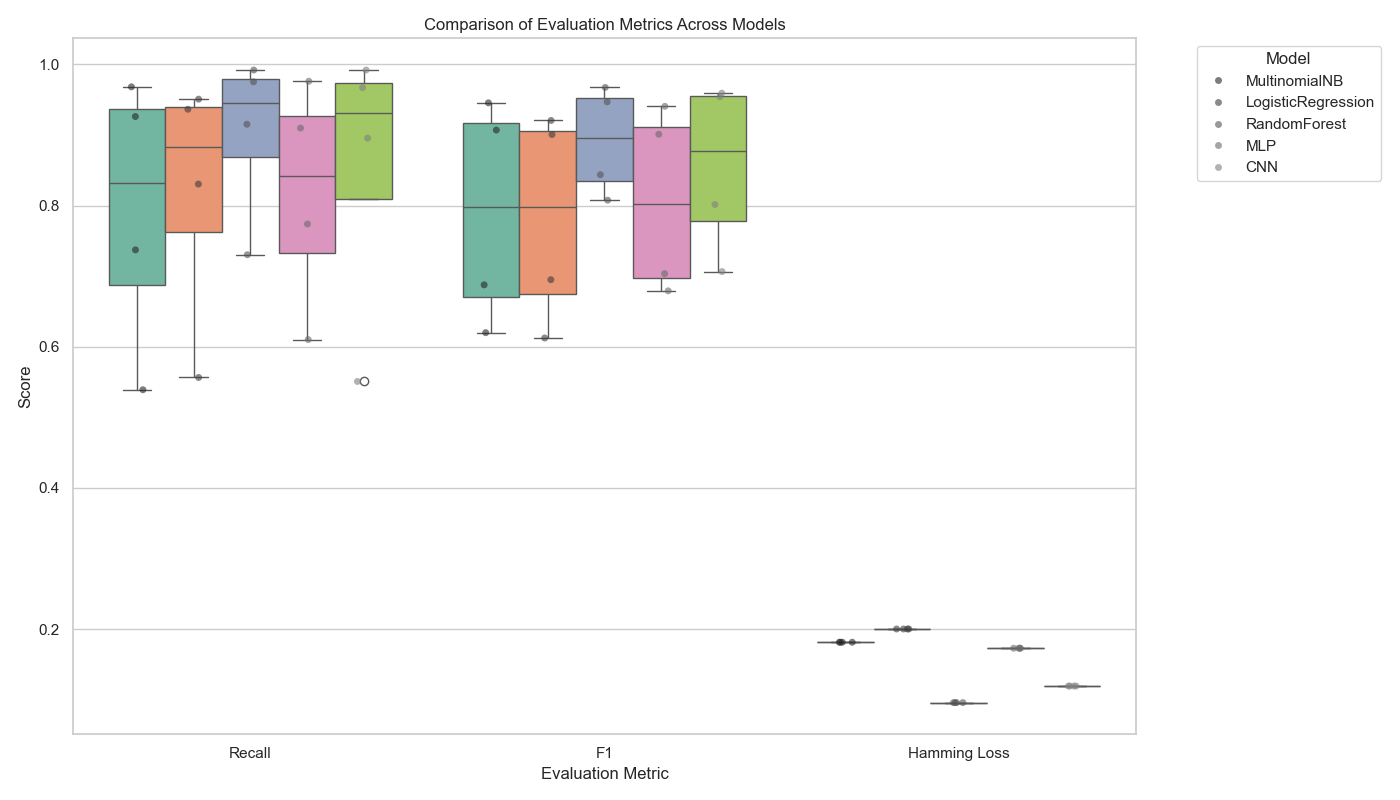 Comparison of Evaluation Metrics Across Models
1.0
0.8
0.6
0.4
0.2
Score
Recall
F1
Hamming Loss
Evaluation Metric
Model
MultinomialNB
LogisticRegression
RandomForest
MLP
CNN